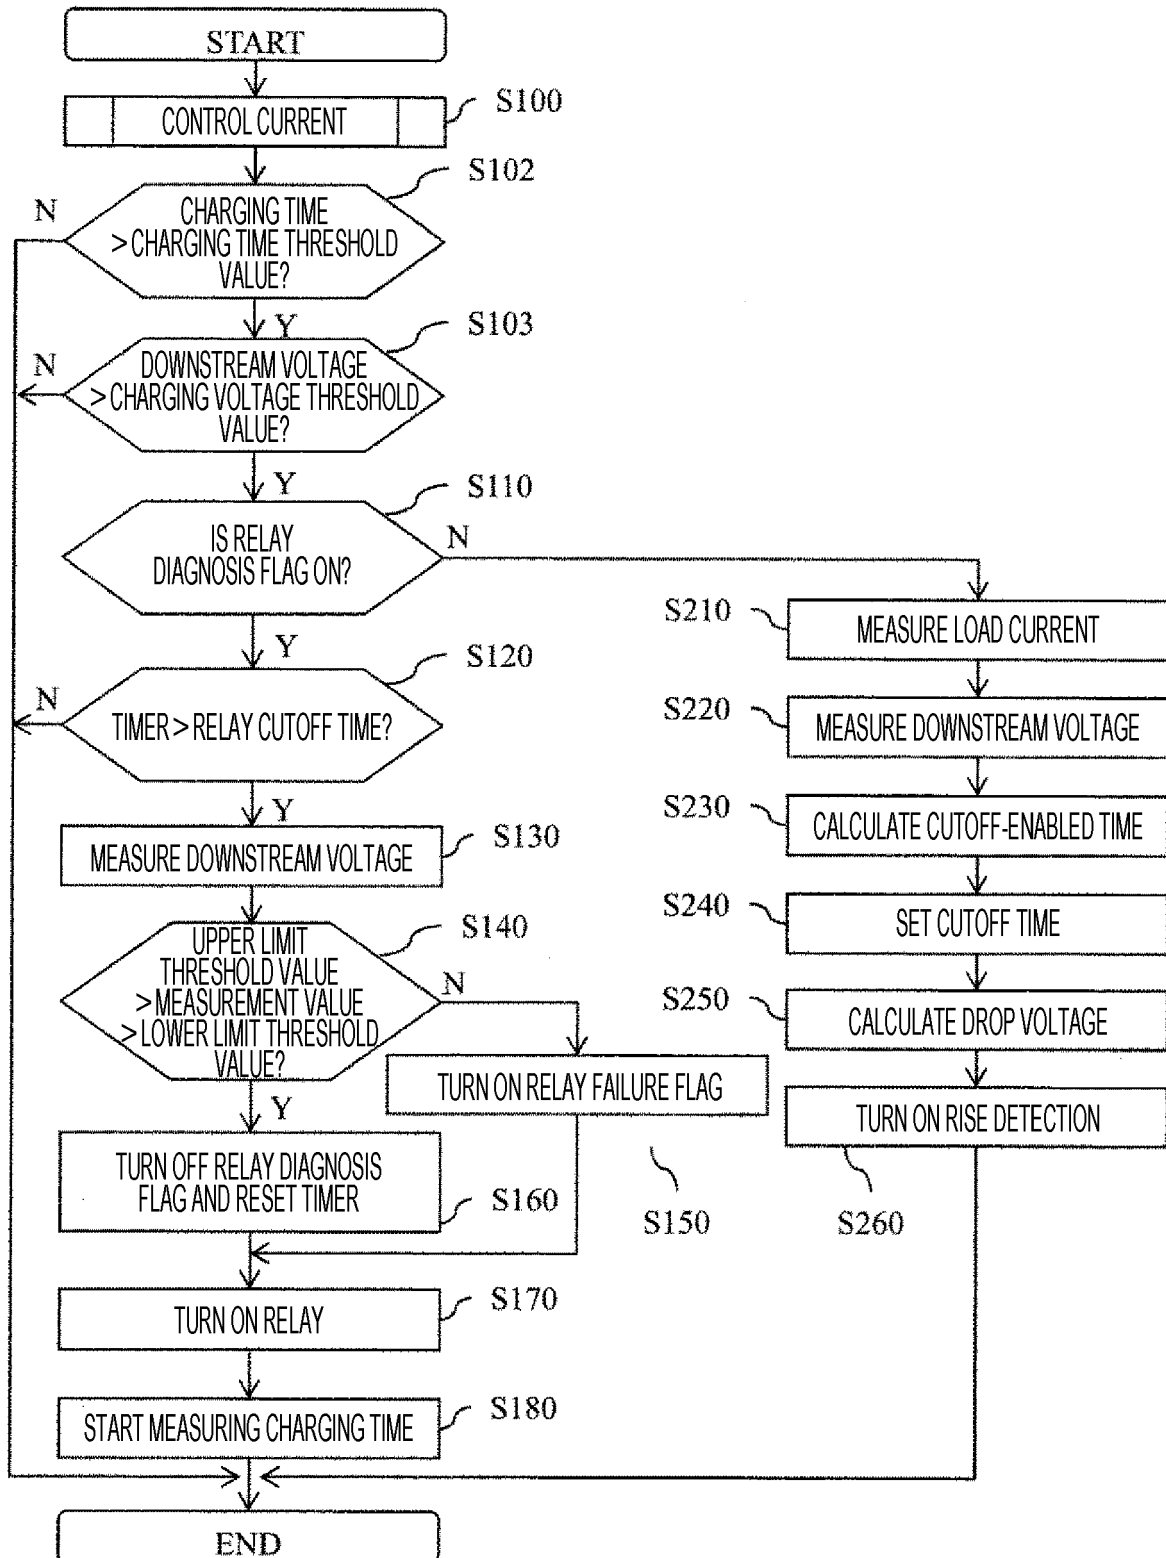 START
CONTROL CURRENT
S100
S102
CHARGING TIME
> CHARGING TIME THRESHOLD
VALUE?
N
Y
S103
DOWNSTREAM VOLTAGE
> CHARGING VOLTAGE THRESHOLD
VALUE?
N
Y
S110
IS RELAY
DIAGNOSIS FLAG ON?
N
Y
S120
TIMER > RELAY CUTOFF TIME?
N
Y
S130
MEASURE DOWNSTREAM VOLTAGE
S140
UPPER LIMIT
THRESHOLD VALUE
> MEASUREMENT VALUE
> LOWER LIMIT THRESHOLD
VALUE?
N
Y
TURN ON RELAY FAILURE FLAG
S150
TURN OFF RELAY DIAGNOSIS
FLAG AND RESET TIMER
S160
S170
TURN ON RELAY
S180
START MEASURING CHARGING TIME
END
S210
MEASURE LOAD CURRENT
S220
MEASURE DOWNSTREAM VOLTAGE
S230
CALCULATE CUTOFF-ENABLED TIME
S240
SET CUTOFF TIME
S250
CALCULATE DROP VOLTAGE
TURN ON RISE DETECTION
S260